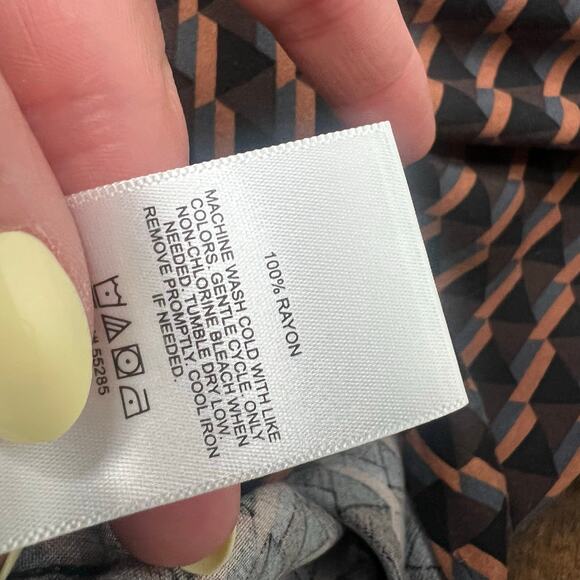 100% RAYON
MACHINE WASH COLD WITH LIKE
COLORS. GENTLE CYCLE. ONLY
NON-CHLORINE BLEACH WHEN
NEEDED. TUMBLE DRY LOW.
REMOVE PROMPTLY. COOL IRON
IF NEEDED.
55285